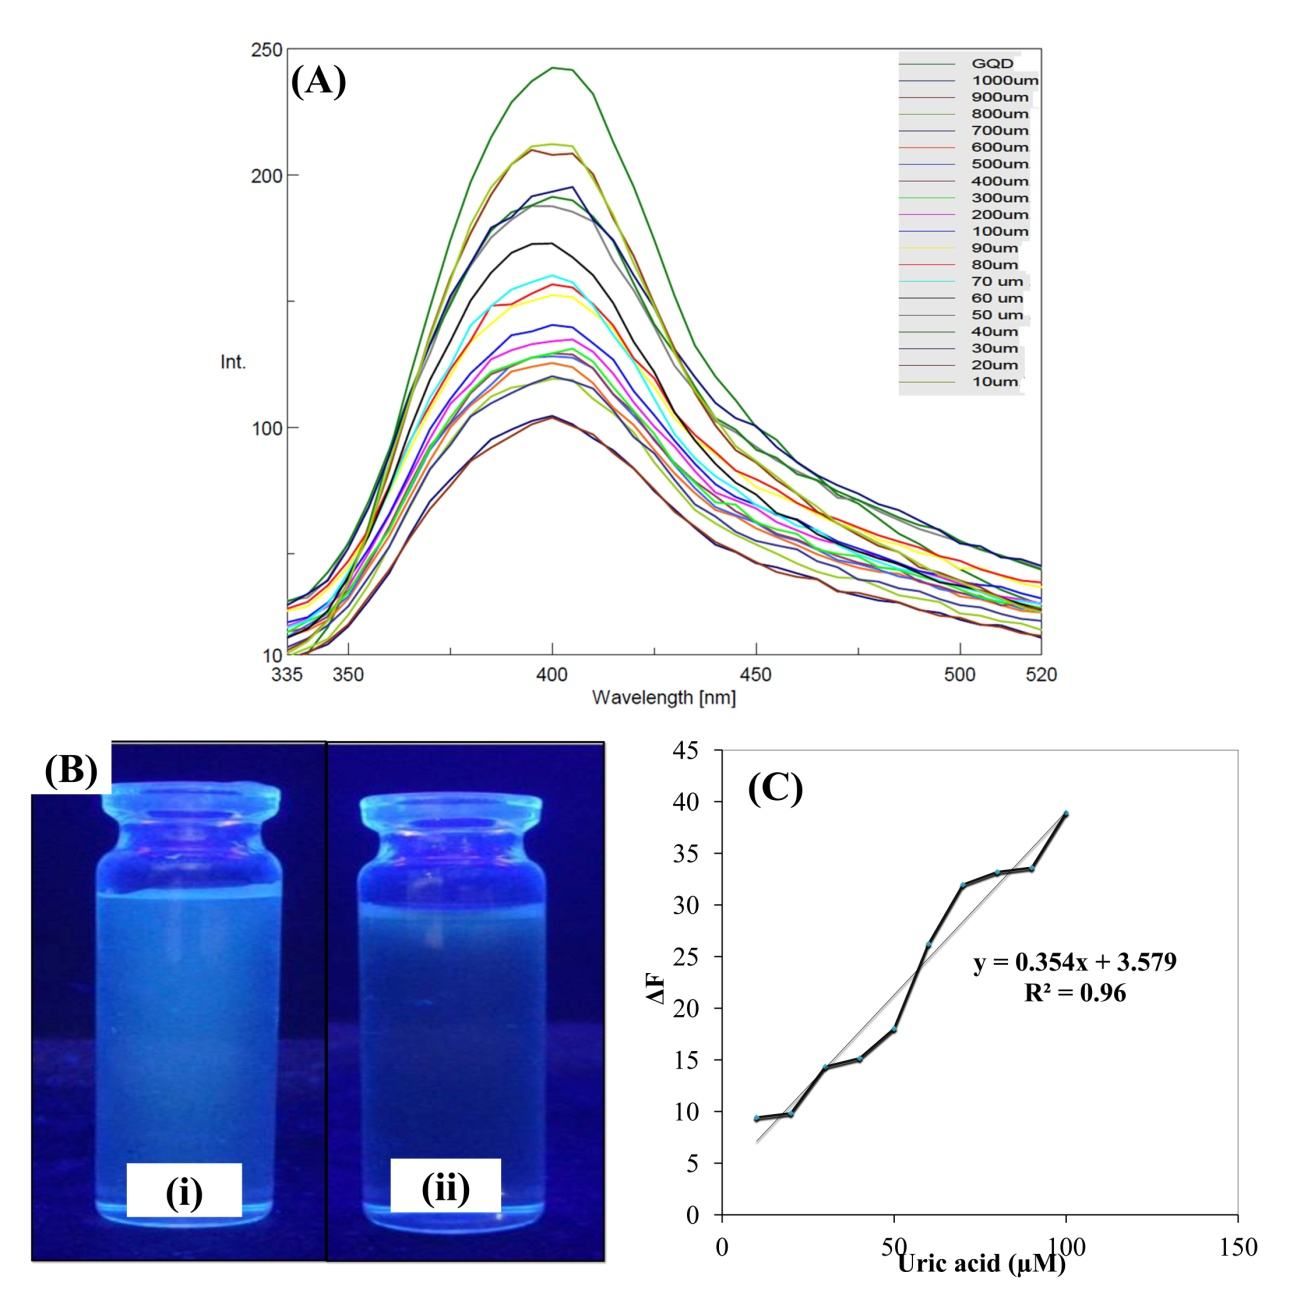 (A)
250
200
100
10
Int.
335 350 400 450 500 520
Wavelength [nm]
GQD
1000um
900um
800um
700um
600um
500um
400um
300um
200um
100um
90um
80um
70 um
60 um
50 um
40um
30um
20um
10um
(B)
(i)
(ii)
(C)
45
40
35
30
25
20
15
10
5
0
ΔF
y = 0.354x + 3.579
R² = 0.96
0 50 100 150
Uric acid (µM)